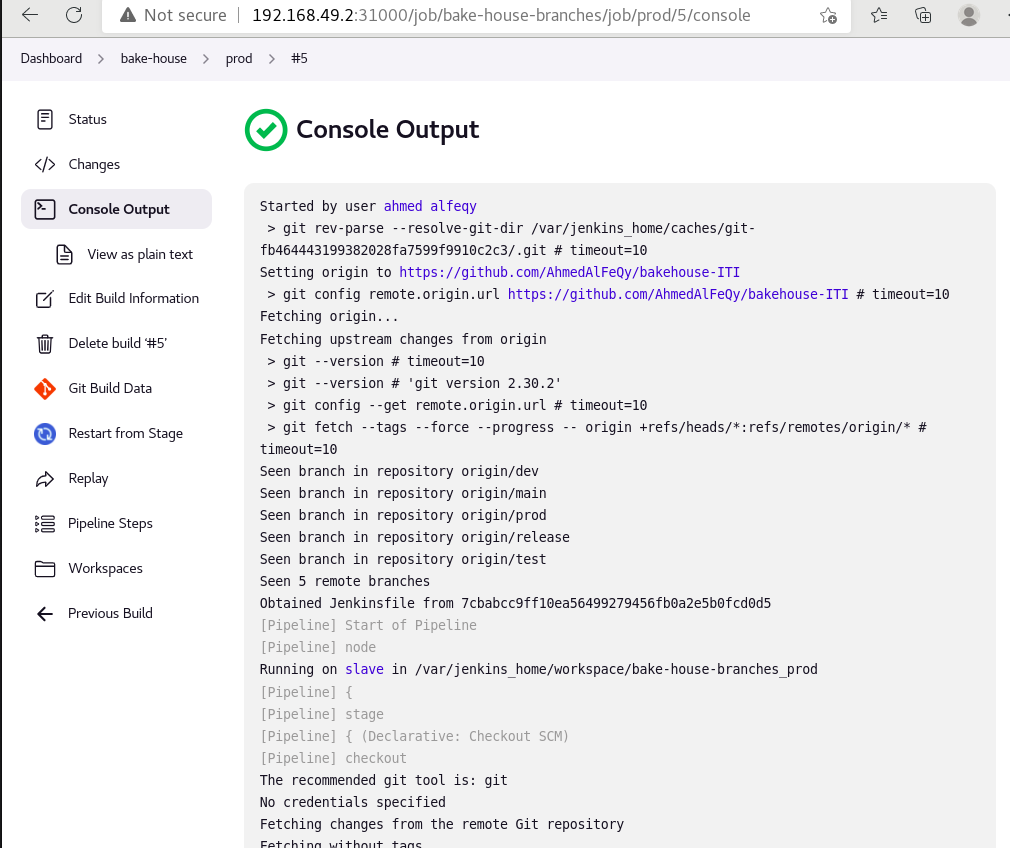 Not secure | 192.168.49.2:31000/job/bake-house-branches/job/prod/5/console
Dashboard > bake-house > prod > #5
Status
Changes
Console Output
View as plain text
Edit Build Information
Delete build ‘#5’
Git Build Data
Restart from Stage
Replay
Pipeline Steps
Workspaces
Previous Build
Console Output
Started by user ahmed alfeqy
 > git rev-parse --resolve-git-dir /var/jenkins_home/caches/git-
fb464443199382028fa7599f9910c2c3/.git # timeout=10
Setting origin to https://github.com/AhmedAlFeQy/bakehouse-ITI
 > git config remote.origin.url https://github.com/AhmedAlFeQy/bakehouse-ITI # timeout=10
Fetching origin...
Fetching upstream changes from origin
 > git --version # timeout=10
 > git --version # 'git version 2.30.2'
 > git config --get remote.origin.url # timeout=10
 > git fetch --tags --force --progress -- origin +refs/heads/*:refs/remotes/origin/* #
timeout=10
Seen branch in repository origin/dev
Seen branch in repository origin/main
Seen branch in repository origin/prod
Seen branch in repository origin/release
Seen branch in repository origin/test
Seen 5 remote branches
Obtained Jenkinsfile from 7cbabcc9ff10ea56499279456fb0a2e5b0fcd0d5
[Pipeline] Start of Pipeline
[Pipeline] node
Running on slave in /var/jenkins_home/workspace/bake-house-branches_prod
[Pipeline] {
[Pipeline] stage
[Pipeline] { (Declarative: Checkout SCM)
[Pipeline] checkout
The recommended git tool is: git
No credentials specified
Fetching changes from the remote Git repository
Fetching without tags